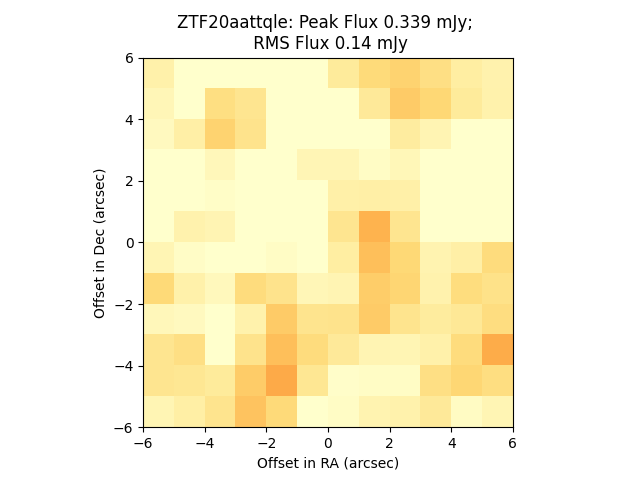 ZTF20aattqle: Peak Flux 0.339 mJy;
RMS Flux 0.14 mJy
6
4
2
0
−2
−4
−6
Offset in Dec (arcsec)
−6 −4 −2 0 2 4 6
Offset in RA (arcsec)